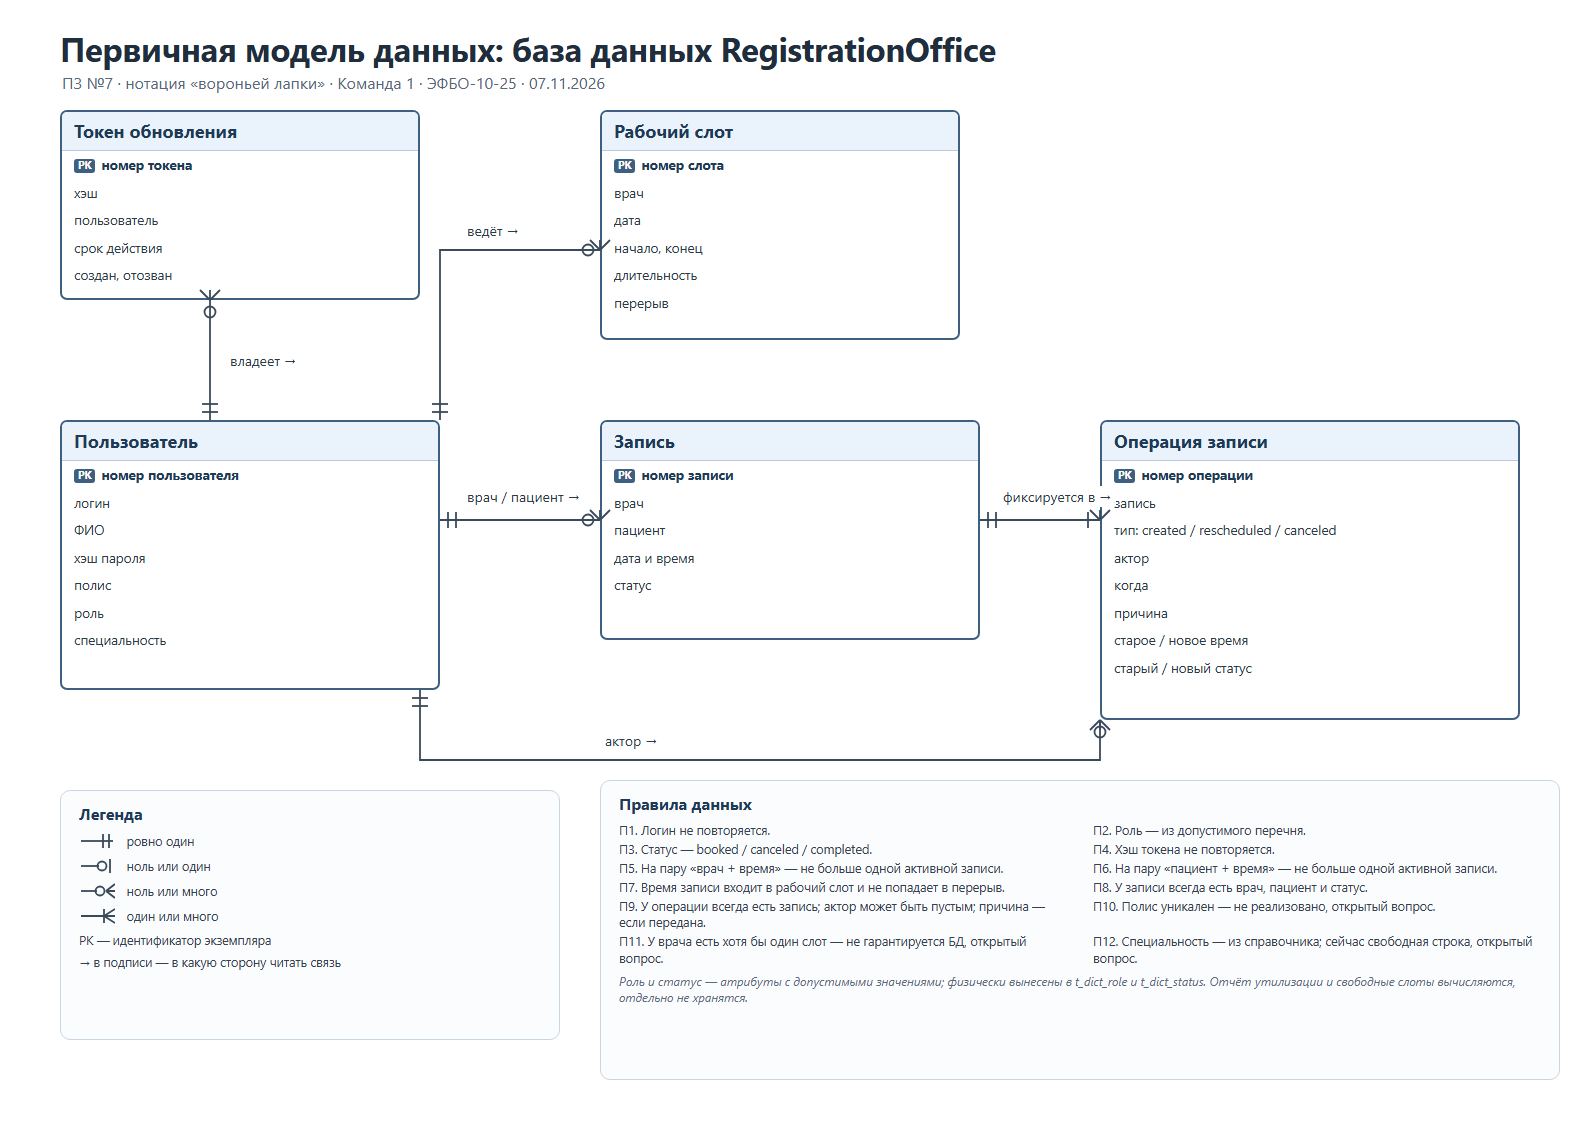 Первичная модель данных: база данных RegistrationOffice
ПЗ №7 · нотация «вороньей лапки» · Команда 1 · ЭФБО-10-25 · 07.11.2026
Токен обновления
PK номер токена
хэш
пользователь
срок действия
создан, отозван
Рабочий слот
PK номер слота
врач
дата
начало, конец
длительность
перерыв
ведёт →
владеет →
Пользователь
PK номер пользователя
логин
ФИО
хэш пароля
полис
роль
специальность
врач / пациент →
Запись
PK номер записи
врач
пациент
дата и время
статус
фиксируется в →
Операция записи
PK номер операции
запись
тип: created / rescheduled / canceled
актор
когда
причина
старое / новое время
старый / новый статус
актор →
Легенда
ровно один
ноль или один
ноль или много
один или много
PK — идентификатор экземпляра
→ в подписи — в какую сторону читать связь
Правила данных
П1. Логин не повторяется.
П2. Роль — из допустимого перечня.
П3. Статус — booked / canceled / completed.
П4. Хэш токена не повторяется.
П5. На пару «врач + время» — не больше одной активной записи.
П6. На пару «пациент + время» — не больше одной активной записи.
П7. Время записи входит в рабочий слот и не попадает в перерыв.
П8. У записи всегда есть врач, пациент и статус.
П9. У операции всегда есть запись; актор может быть пустым; причина —
если передана.
П10. Полис уникален — не реализовано, открытый вопрос.
П11. У врача есть хотя бы один слот — не гарантируется БД, открытый
вопрос.
П12. Специальность — из справочника; сейчас свободная строка, открытый
вопрос.
Роль и статус — атрибуты с допустимыми значениями; физически вынесены в t_dict_role и t_dict_status. Отчёт утилизации и свободные слоты вычисляются,
отдельно не хранятся.